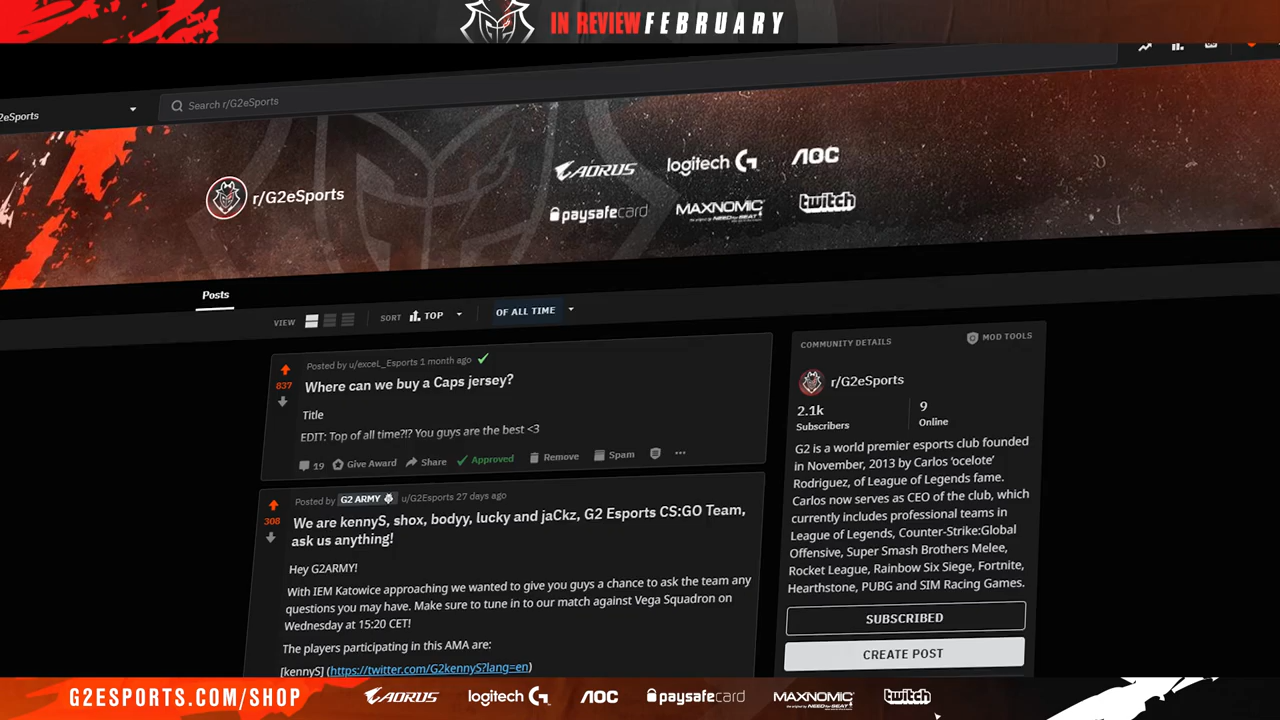 IN REVIEW FEBRUARY
2eSports
Search r/G2eSports
AORUS
logitech G
AOC
r/G2eSports
paysafecard
MAXNOMIC
twitch
Posts
VIEW
SORT
TOP
OF ALL TIME
Posted by u/exceL_Esports 1 month ago
837
Where can we buy a Caps jersey?
Title
EDIT: Top of all time?!? You guys are the best <3
19 Give Award Share Approved Remove Spam
COMMUNITY DETAILS
MOD TOOLS
r/G2eSports
2.1k
Subscribers
9
Online
G2 is a world premier esports club founded
in November, 2013 by Carlos 'ocelote'
Rodriguez, of League of Legends fame.
Carlos now serves as CEO of the club, which
currently includes professional teams in
League of Legends, Counter-Strike:Global
Offensive, Super Smash Brothers Melee,
Rocket League, Rainbow Six Siege, Fortnite,
Hearthstone, PUBG and SIM Racing Games.
SUBSCRIBED
CREATE POST
Posted by G2 ARMY u/G2Esports 27 days ago
308
We are kennyS, shox, bodyy, lucky and jaCkz, G2 Esports CS:GO Team,
ask us anything!
Hey G2ARMY!
With IEM Katowice approaching we wanted to give you guys a chance to ask the team any
questions you may have. Make sure to tune in to our match against Vega Squadron on
Wednesday at 15:20 CET!
The players participating in this AMA are:
[kennyS] (https://twitter.com/G2kennyS?lang=en)
G2ESPORTS.COM/SHOP
AORUS
logitech G
AOC
paysafecard
MAXNOMIC
twitch